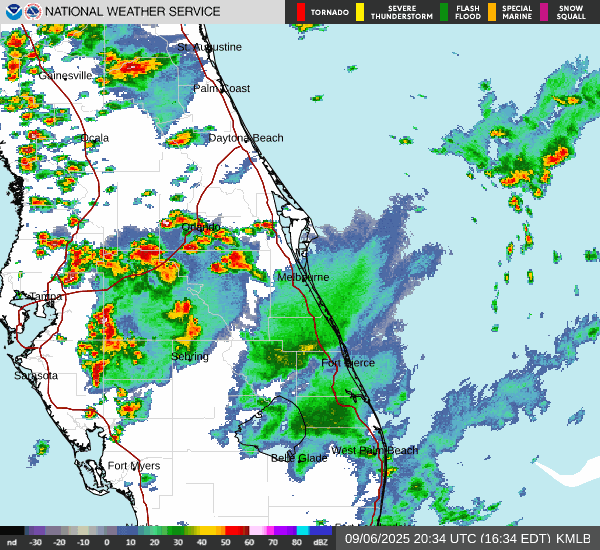 NATIONAL WEATHER SERVICE
TORNADO
SEVERE THUNDERSTORM
FLASH FLOOD
SPECIAL MARINE
SNOW SQUALL
St. Augustine
Gainesville
Palm Coast
Ocala
Daytona Beach
Orlando
Melbourne
Tampa
Sebring
Fort Pierce
Sarasota
West Palm Beach
Belle Glade
Fort Myers
nd -30 -20 -10 0 10 20 30 40 50 60 70 80 dBZ
09/06/2025 20:34 UTC (16:34 EDT) KMLB